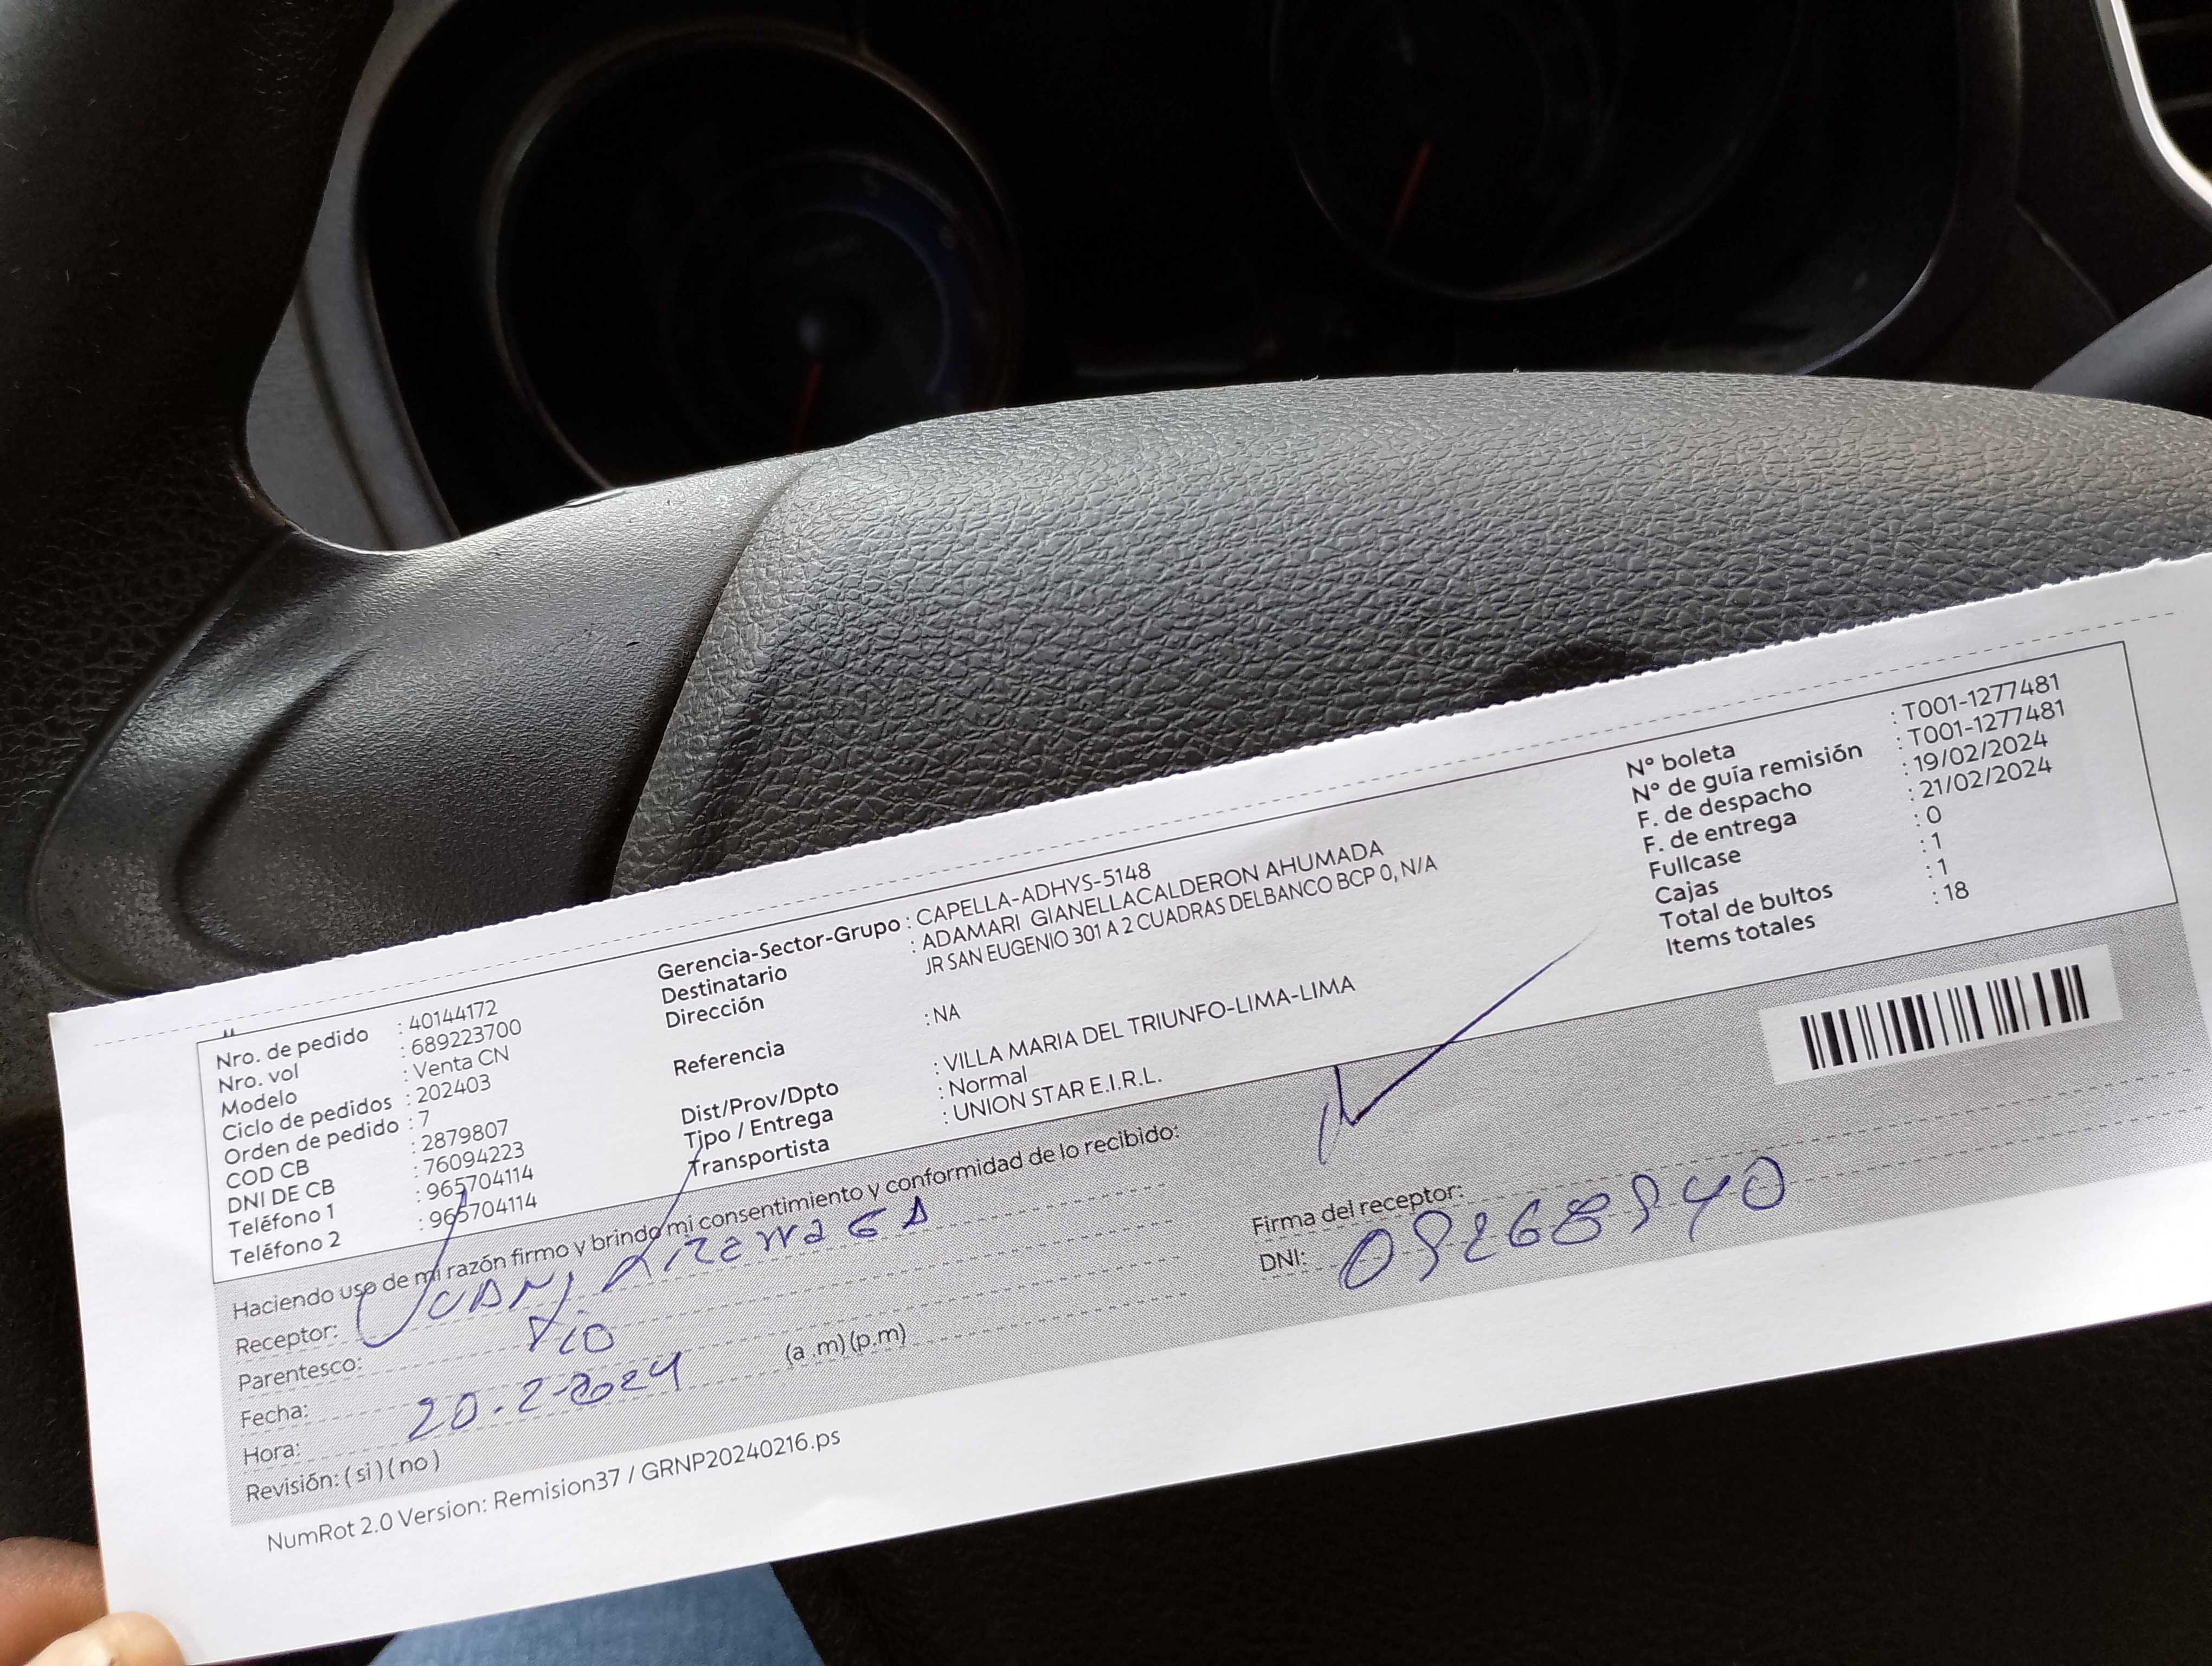 Nro. de pedido : 40144172
Nro. vol : 689223700
Modelo : Venta CN
Ciclo de pedidos : 202403
Orden de pedido : 7
COD CB : 2879807
DNI DE CB : 76094223
Teléfono 1 : 965704114
Teléfono 2 : 965704114
Gerencia-Sector-Grupo : CAPELLA-ADHYS-5148
Destinatario : ADAMARI GIANELLACALDERON AHUMADA
Dirección JR SAN EUGENIO 301 A 2 CUADRAS DELBANCO BCP 0, N/A
Referencia : NA
Dist/Prov/Dpto : VILLA MARIA DEL TRIUNFO-LIMA-LIMA
Tipo / Entrega : Normal
Transportista : UNION STAR E.I.R.L.
N° boleta : T001-1277481
N° de guía remisión : T001-1277481
F. de despacho : 19/02/2024
F. de entrega : 21/02/2024
Fullcase : 0
Cajas : 1
Total de bultos : 1
Items totales : 18
Haciendo uso de mi razón firmo y brindo mi consentimiento y conformidad de lo recibido:
Receptor: JUAN
Parentesco: tio
Fecha: 20.2-2024
Hora: (a .m) (p.m)
Revisión: ( si ) ( no )
Firma del receptor:
DNI:
NumRot 2.0 Version: Remision37 / GRNP20240216.ps